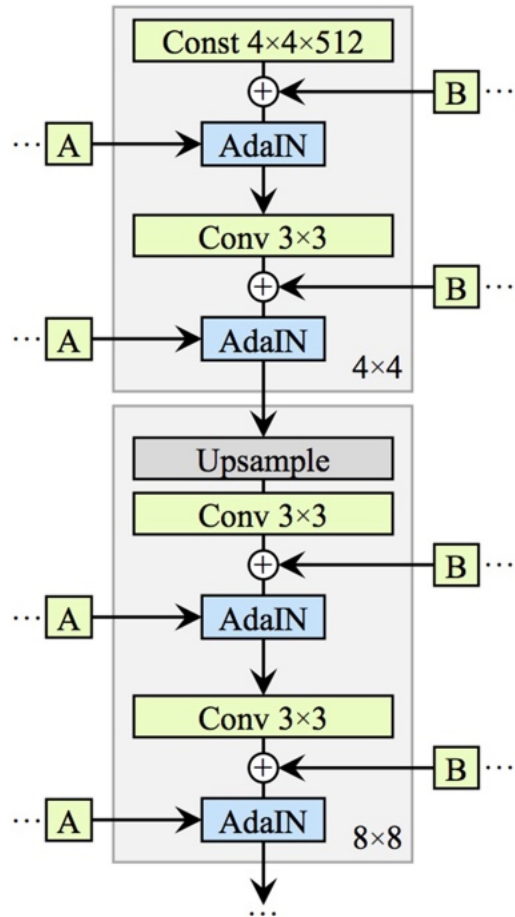 Const 4×4×512
+
B ...
... A
AdaIN
Conv 3×3
+
B ...
... A
AdaIN
4×4
Upsample
Conv 3×3
+
B ...
... A
AdaIN
Conv 3×3
+
B ...
... A
AdaIN
8×8
...